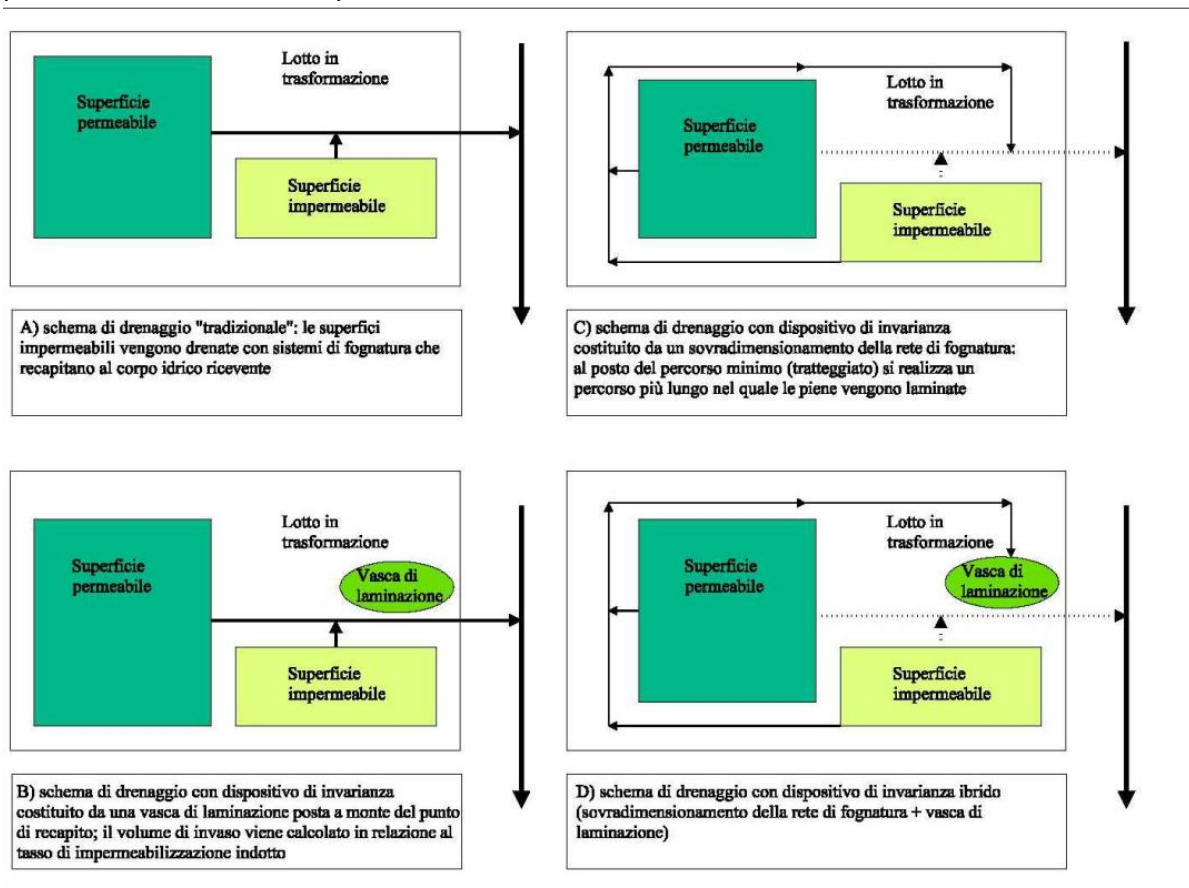 Lotto in
trasformazione
Superficie
permeabile
Superficie
impermeabile
A) schema di drenaggio "tradizionale": le superfici
impermeabili vengono drenate con sistemi di fognatura che
recapitano al corpo idrico ricevente
Lotto in
trasformazione
Superficie
permeabile
Superficie
impermeabile
C) schema di drenaggio con dispositivo di invarianza
costituito da un sovradimensionamento della rete di fognatura:
al posto del percorso minimo (tratteggiato) si realizza un
percorso più lungo nel quale le piene vengono laminate
Lotto in
trasformazione
Superficie
permeabile
Vasca di
laminazione
Superficie
impermeabile
B) schema di drenaggio con dispositivo di invarianza
costituito da una vasca di laminazione posta a monte del punto
di recapito; il volume di invaso viene calcolato in relazione al
tasso di impermeabilizzazione indotto
Lotto in
trasformazione
Superficie
permeabile
Vasca di
laminazione
Superficie
impermeabile
D) schema di drenaggio con dispositivo di invarianza ibrido
(sovradimensionamento della rete di fognatura + vasca di
laminazione)